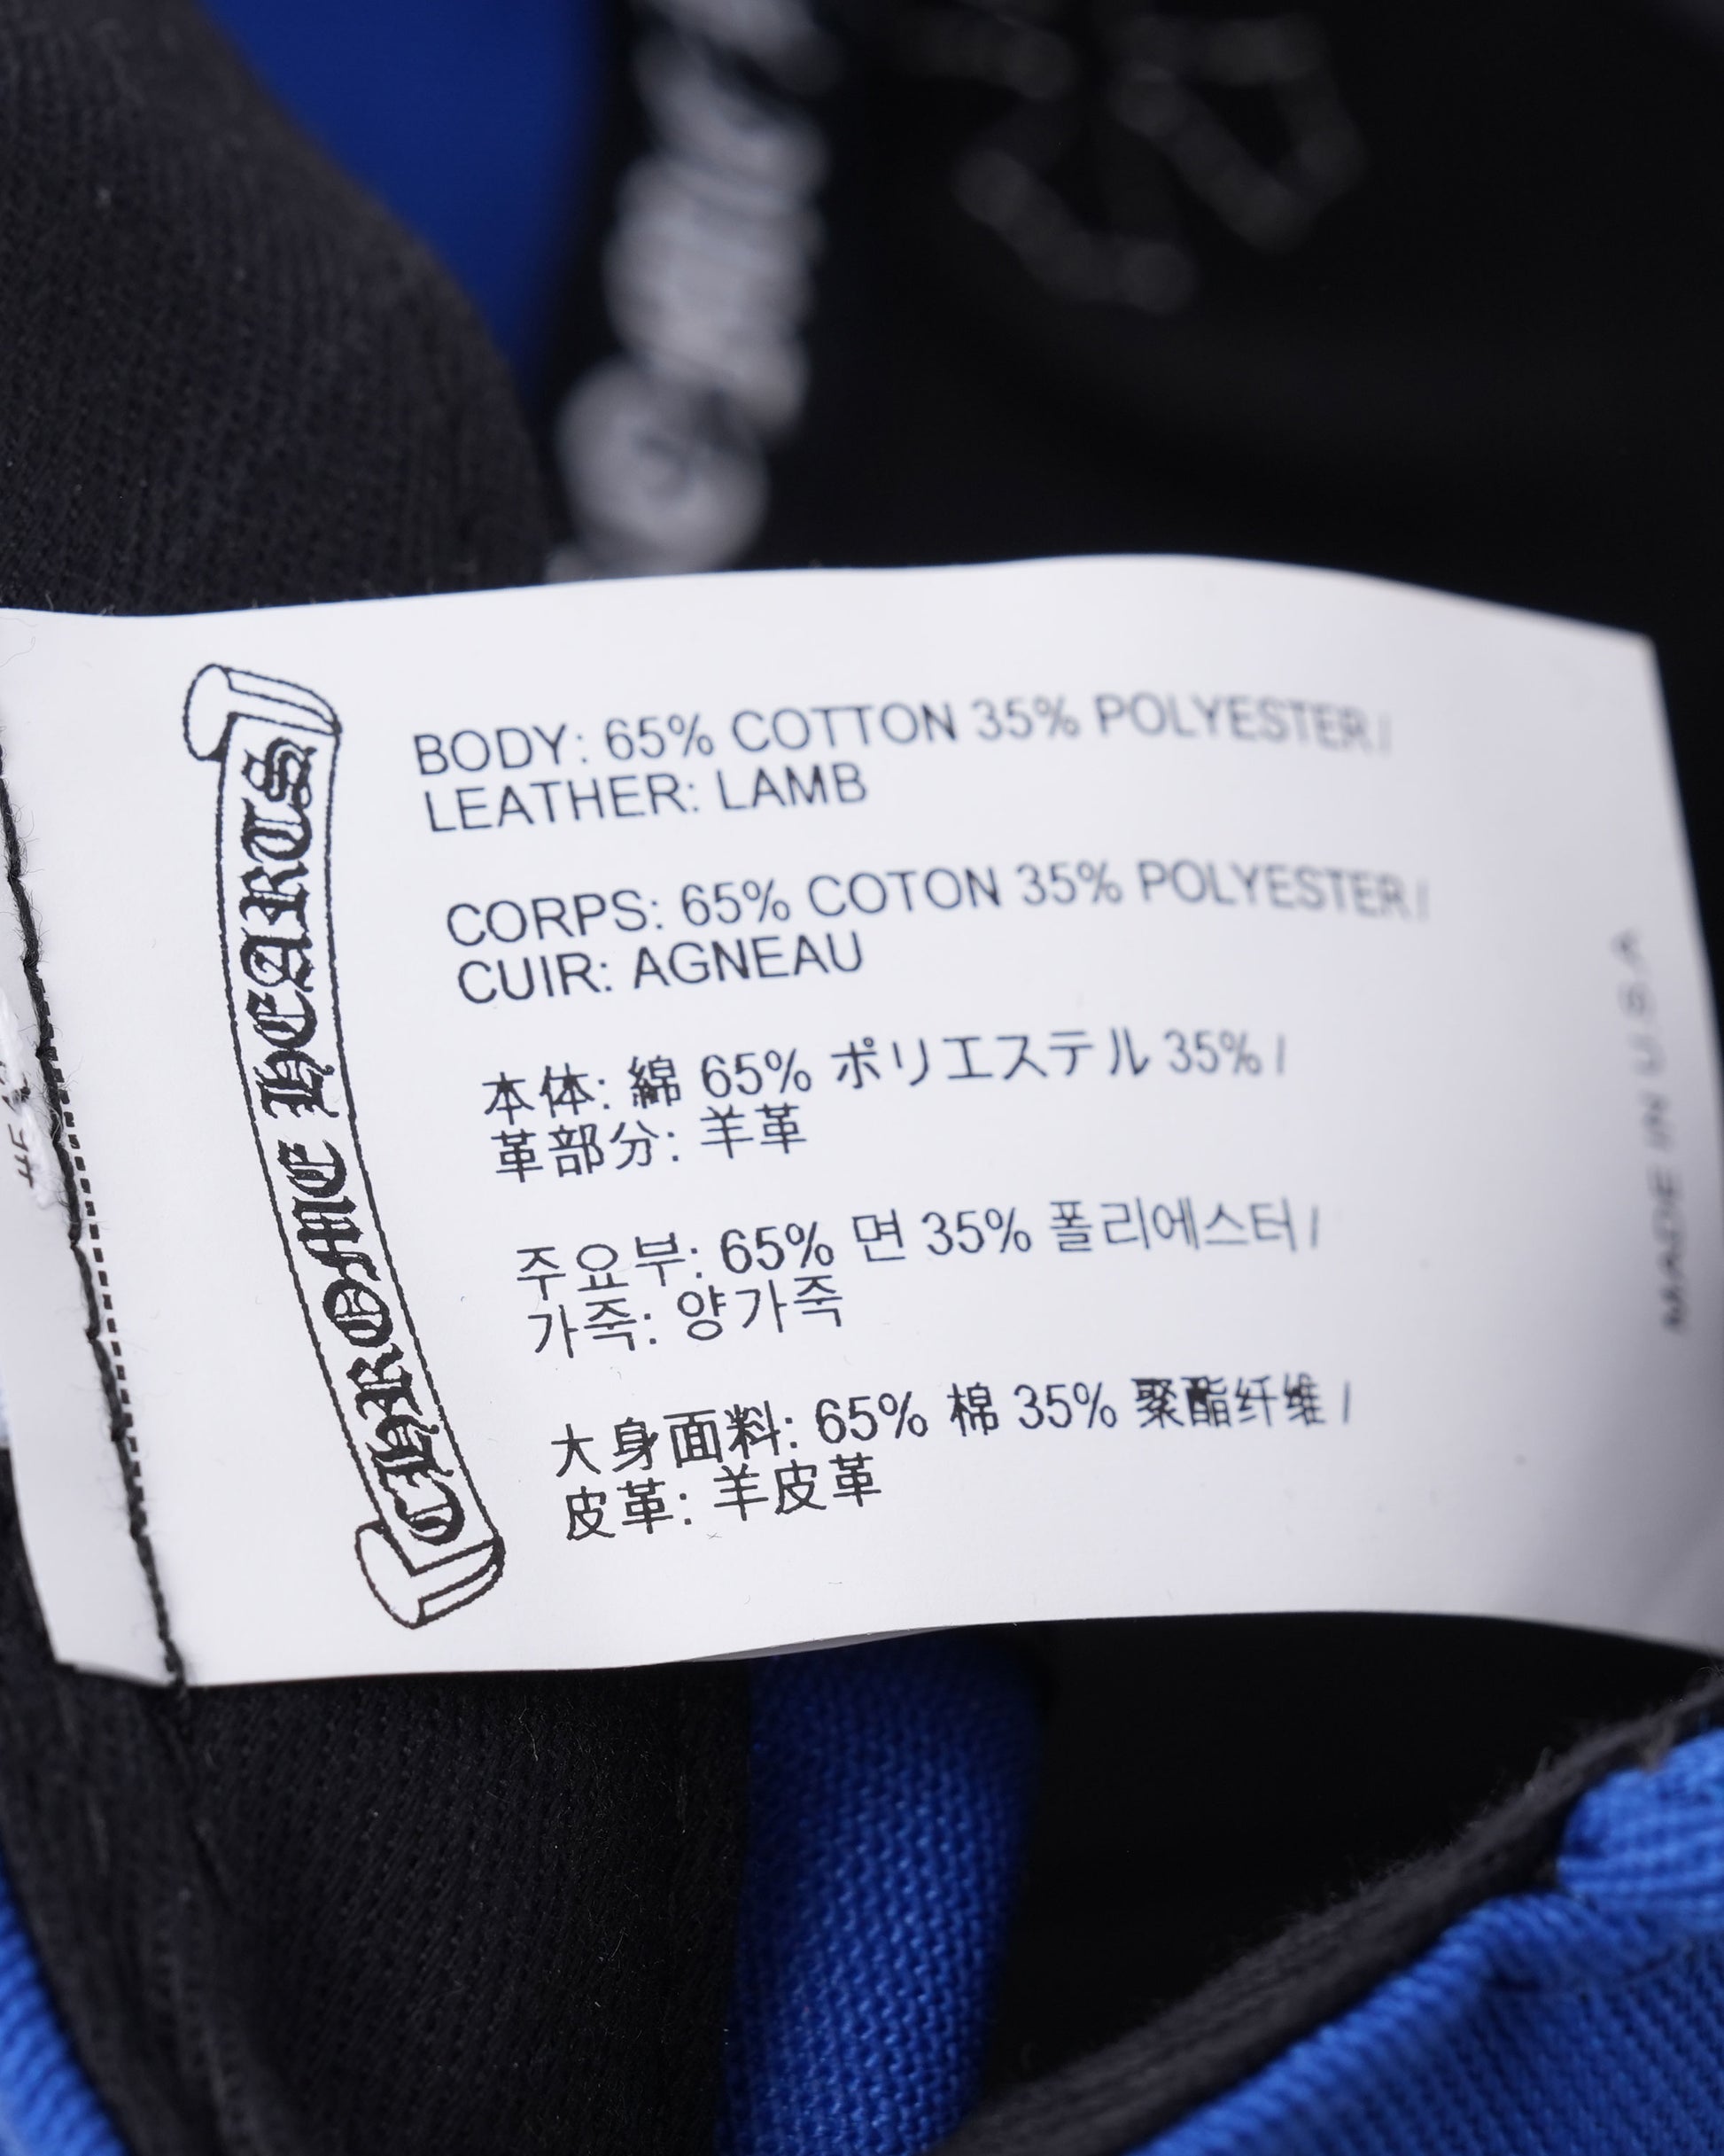 CHROME HEARTS
BODY: 65% COTTON 35% POLYESTER /
LEATHER: LAMB
CORPS: 65% COTON 35% POLYESTER /
CUIR: AGNEAU
本体: 綿 65% ポリエステル 35% /
革部分: 羊革
주요부: 65% 면 35% 폴리에스터 /
가죽: 양가죽
大身面料: 65% 棉 35% 聚酯纤维 /
皮革: 羊皮革
MADE IN USA